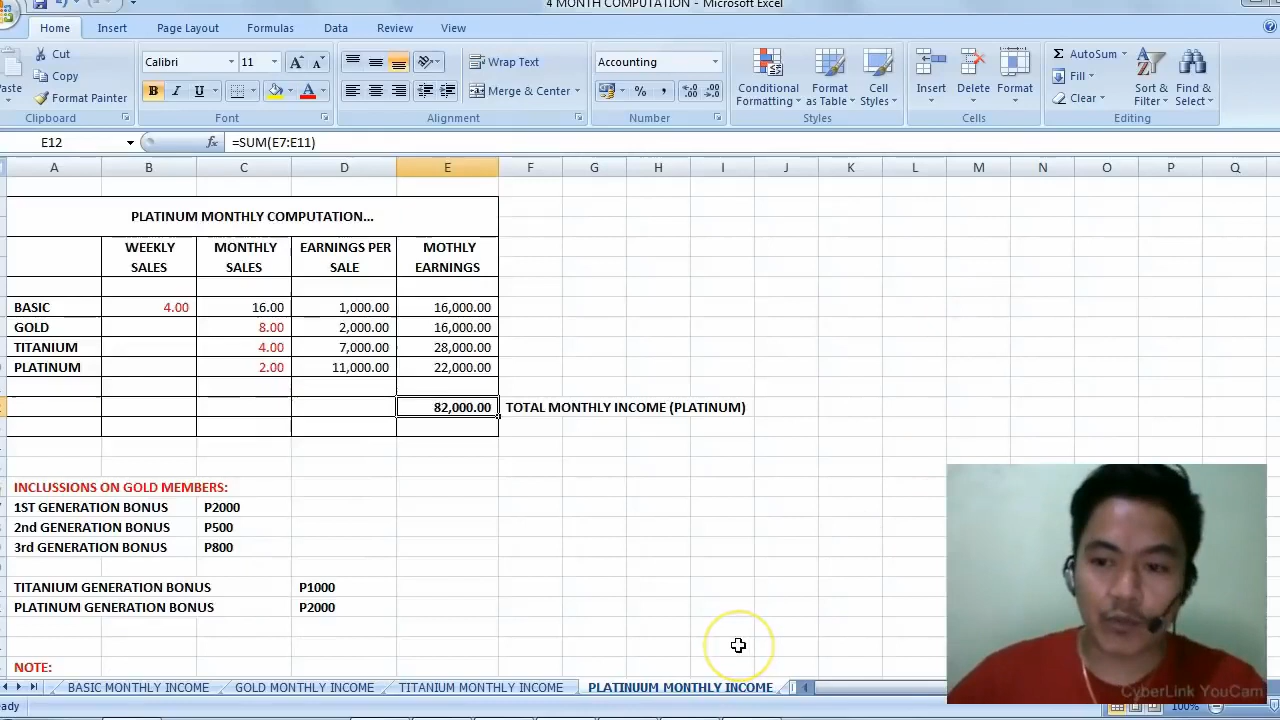 4 MONTH COMPUTATION - Microsoft Excel
Home Insert Page Layout Formulas Data Review View
Cut
Copy
Format Painter
Clipboard
Calibri 11
B I U
Font
Wrap Text
Merge & Center
Alignment
Accounting
Number
Conditional Formatting
Format as Table
Cell Styles
Styles
Insert Delete Format
Cells
AutoSum
Fill
Clear
Sort & Filter
Find & Select
Editing
E12 fx =SUM(E7:E11)
A B C D E F G H I J K L M N O P Q
PLATINUM MONTHLY COMPUTATION...
WEEKLY SALES MONTHLY SALES EARNINGS PER SALE MOTHLY EARNINGS
BASIC 4.00 16.00 1,000.00 16,000.00
GOLD 8.00 2,000.00 16,000.00
TITANIUM 4.00 7,000.00 28,000.00
PLATINUM 2.00 11,000.00 22,000.00
82,000.00 TOTAL MONTHLY INCOME (PLATINUM)
INCLUSSIONS ON GOLD MEMBERS:
1ST GENERATION BONUS P2000
2nd GENERATION BONUS P500
3rd GENERATION BONUS P800
TITANIUM GENERATION BONUS P1000
PLATINUM GENERATION BONUS P2000
NOTE:
BASIC MONTHLY INCOME GOLD MONTHLY INCOME TITANIUM MONTHLY INCOME PLATINUUM MONTHLY INCOME
CyberLink YouCam
100%